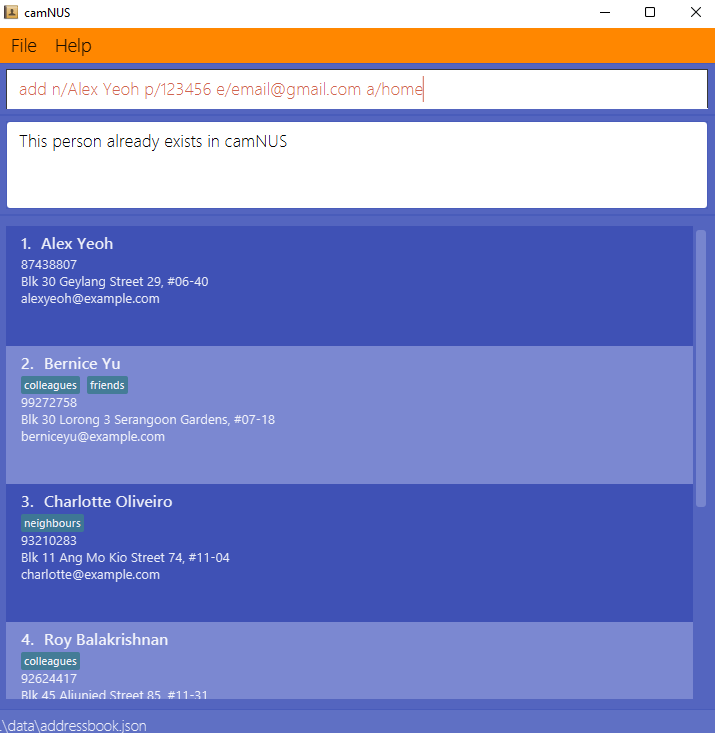 camNUS
File Help
add n/Alex Yeoh p/123456 e/email@gmail.com a/home
This person already exists in camNUS
1. Alex Yeoh
87438807
Blk 30 Geylang Street 29, #06-40
alexyeoh@example.com
2. Bernice Yu
colleagues friends
99272758
Blk 30 Lorong 3 Serangoon Gardens, #07-18
berniceyu@example.com
3. Charlotte Oliveiro
neighbours
93210283
Blk 11 Ang Mo Kio Street 74, #11-04
charlotte@example.com
4. Roy Balakrishnan
colleagues
92624417
Blk 45 Aljunied Street 85, #11-31
.\data\addressbook.json